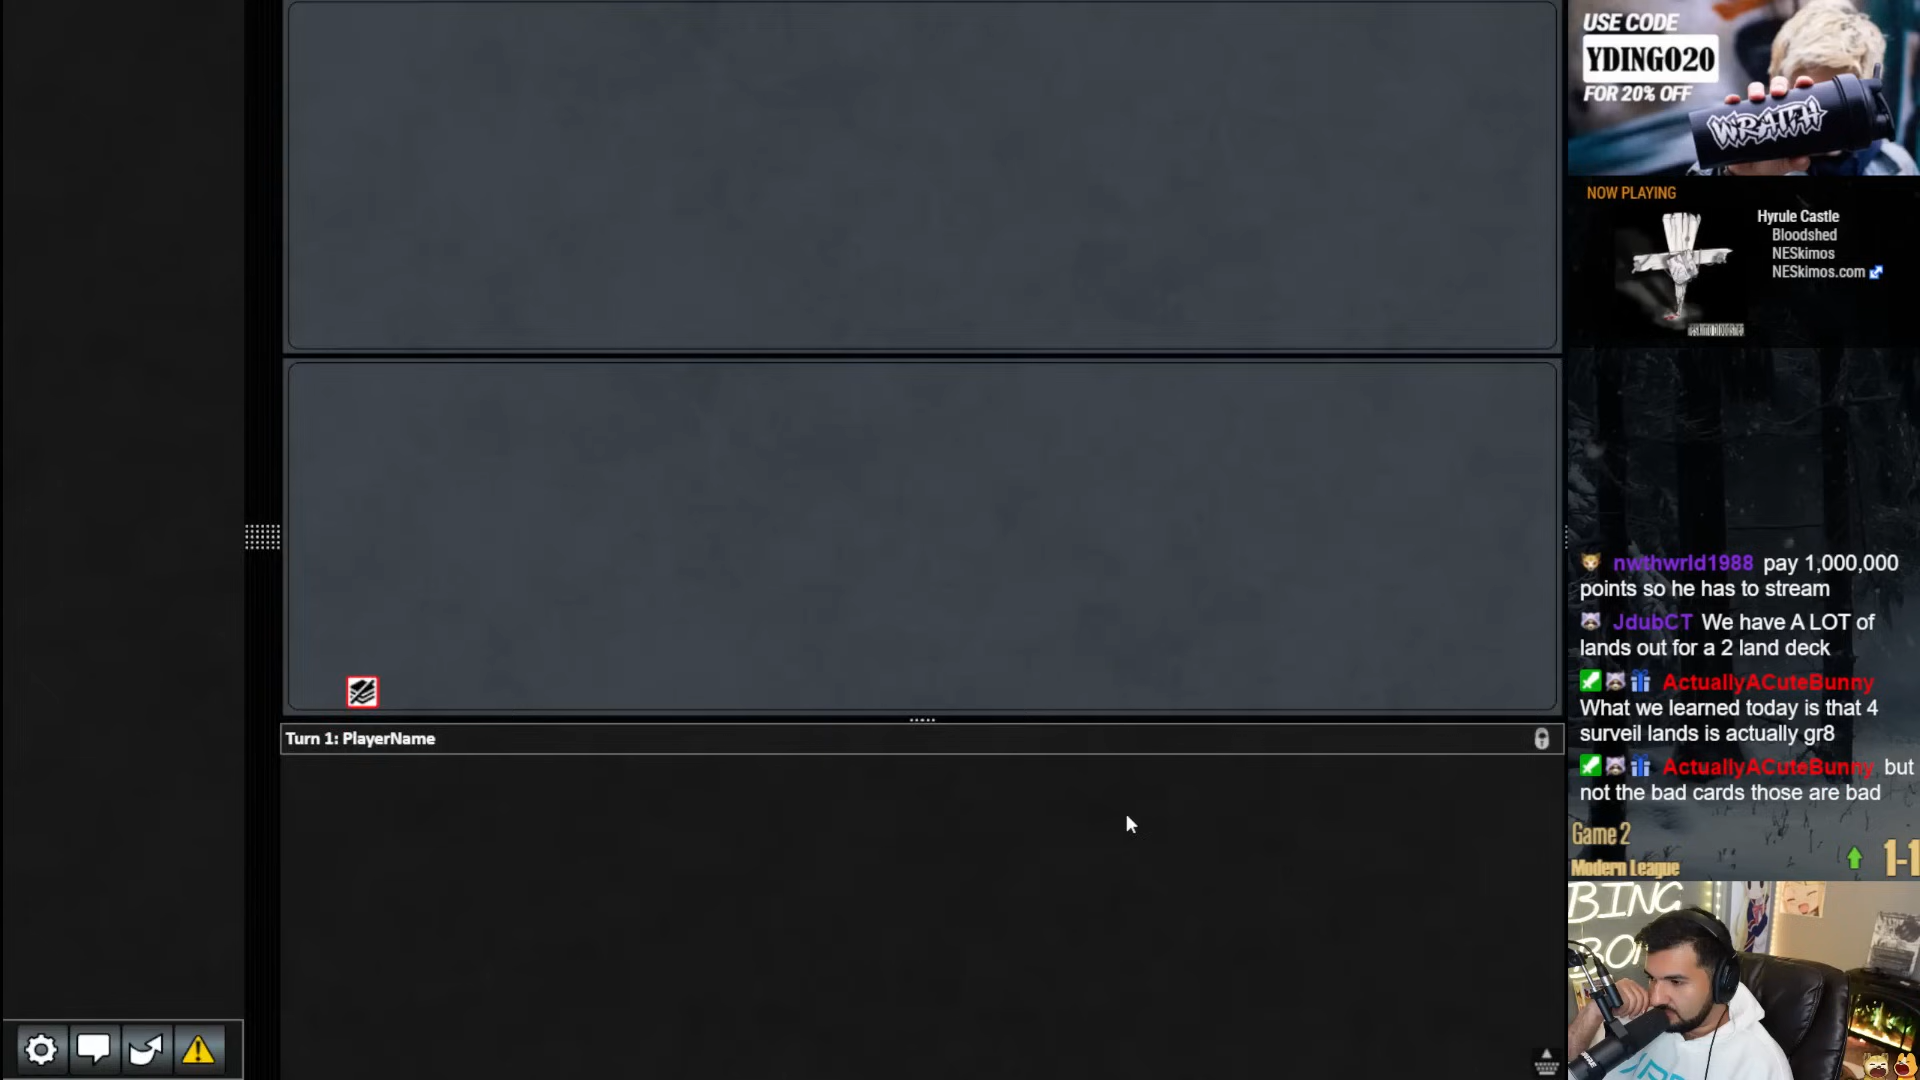 USE CODE
YDINGO20
FOR 20% OFF
WRATH
NOW PLAYING
Hyrule Castle
Bloodshed
NESkimos
NESkimos.com
nwthwrld1988 pay 1,000,000
points so he has to stream
JdubCT We have A LOT of
lands out for a 2 land deck
ActuallyACuteBunny
What we learned today is that 4
surveil lands is actually gr8
ActuallyACuteBunny but
not the bad cards those are bad
Turn 1: PlayerName
Game 2
Modern League
1-1
BING